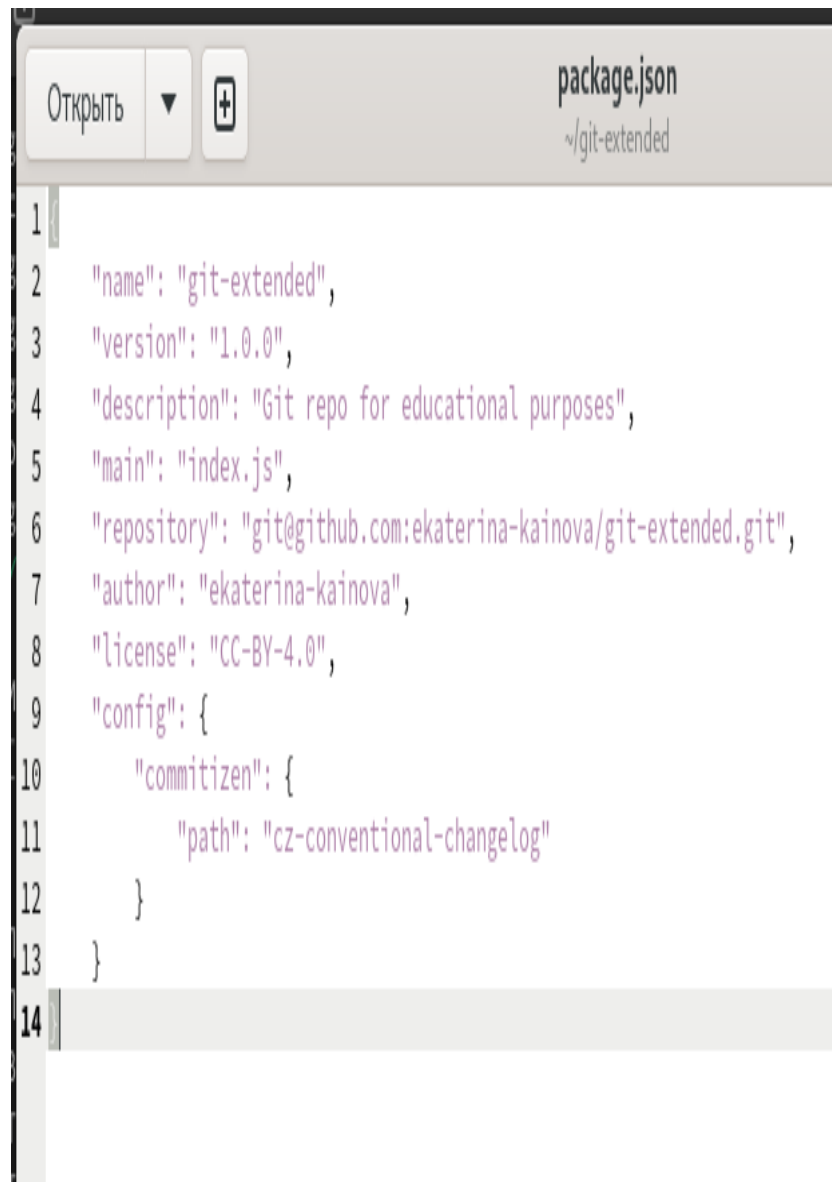 Открыть
package.json
~/git-extended
1 {
2 "name": "git-extended",
3 "version": "1.0.0",
4 "description": "Git repo for educational purposes",
5 "main": "index.js",
6 "repository": "git@github.com:ekaterina-kainova/git-extended.git",
7 "author": "ekaterina-kainova",
8 "license": "CC-BY-4.0",
9 "config": {
10 "commitizen": {
11 "path": "cz-conventional-changelog"
12 }
13 }
14 }